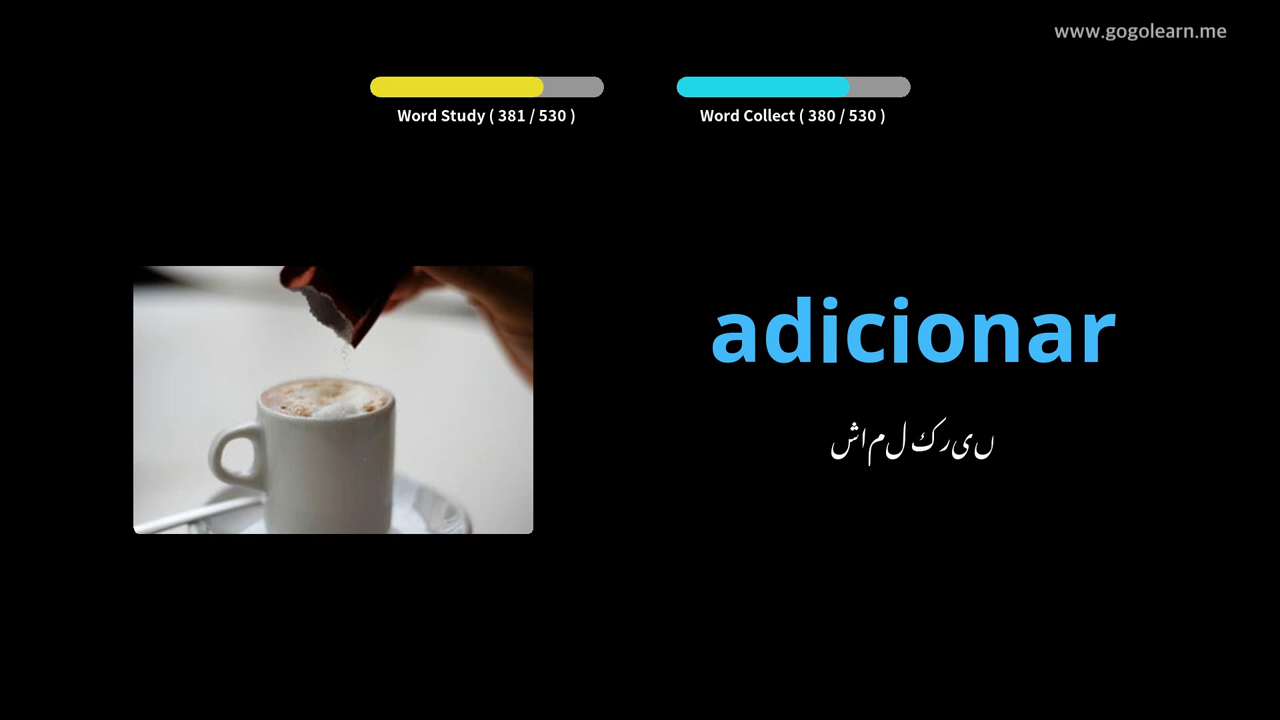 www.gogolearn.me
Word Study ( 381 / 530 )
Word Collect ( 380 / 530 )
adicionar
شامل کریں